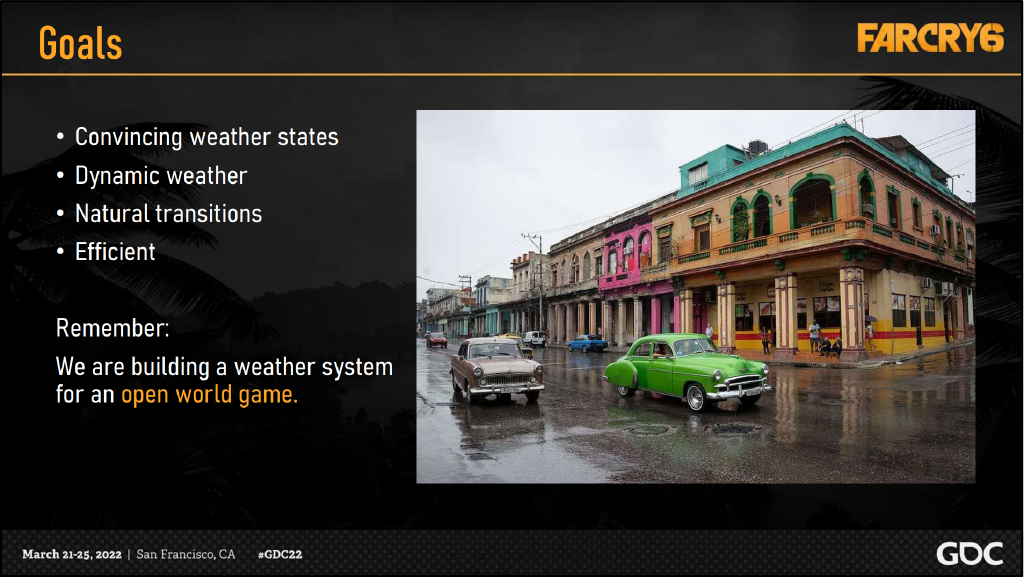 Goals
FARCRY6
• Convincing weather states
• Dynamic weather
• Natural transitions
• Efficient
Remember:
We are building a weather system
for an open world game.
March 21-25, 2022 | San Francisco, CA #GDC22
GDC